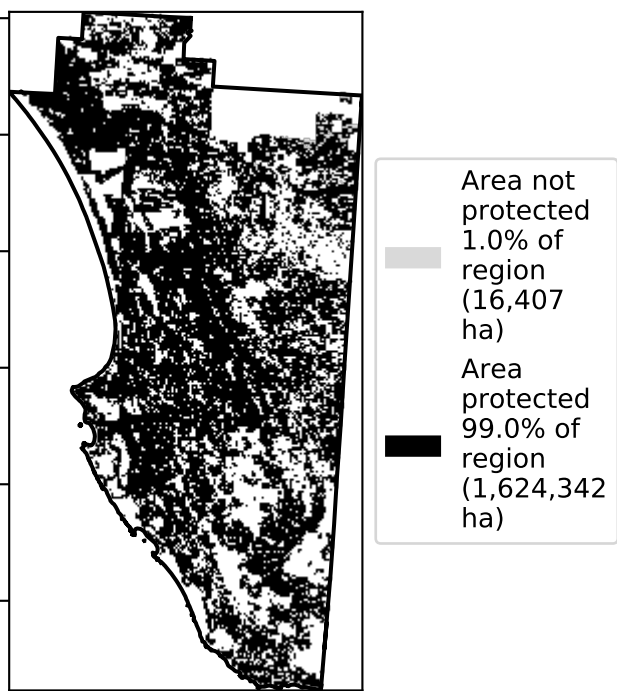 Area not
protected
1.0% of
region
(16,407
ha)
Area
protected
99.0% of
region
(1,624,342
ha)